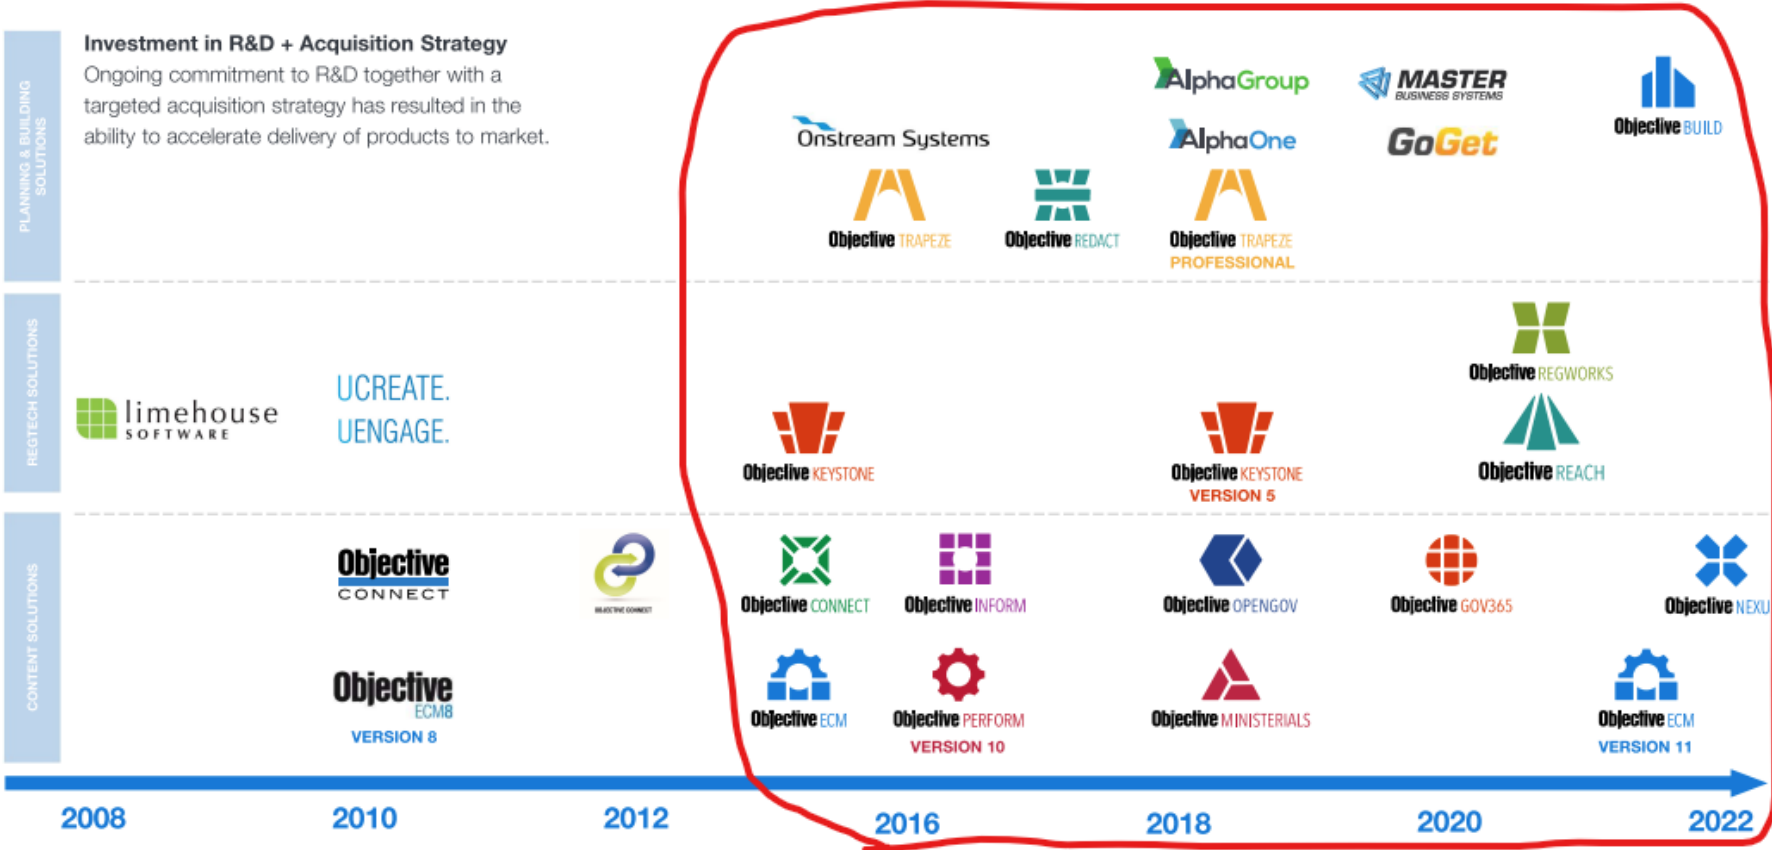 Investment in R&D + Acquisition Strategy
Ongoing commitment to R&D together with a
targeted acquisition strategy has resulted in the
ability to accelerate delivery of products to market.
PLANNING & BUILDING
SOLUTIONS
Onstream Systems
AlphaGroup
AlphaOne
MASTER
BUSINESS SYSTEMS
GoGet
Objective BUILD
Objective TRAPEZE
Objective REDACT
Objective TRAPEZE
PROFESSIONAL
REGTECH SOLUTIONS
limehouse
SOFTWARE
UCREATE.
UENGAGE.
Objective KEYSTONE
Objective KEYSTONE
VERSION 5
Objective REGWORKS
Objective REACH
CONTENT SOLUTIONS
Objective
CONNECT
OBJECTIVE CONNECT
Objective CONNECT
Objective INFORM
Objective OPENGOV
Objective GOV365
Objective NEXU
Objective
ECM8
VERSION 8
Objective ECM
Objective PERFORM
VERSION 10
Objective MINISTERIALS
Objective ECM
VERSION 11
2008
2010
2012
2016
2018
2020
2022